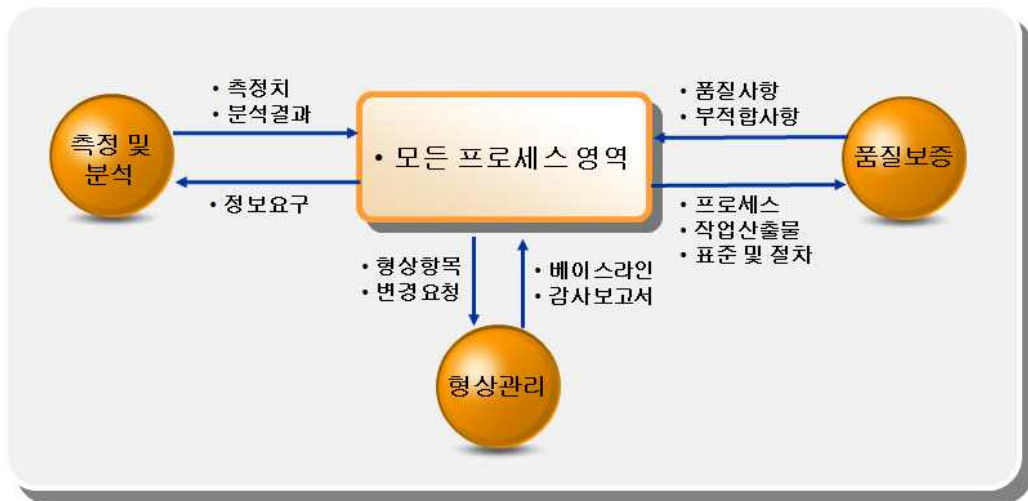 • 측정치
• 분석결과
측정 및
분석
• 정보요구
• 모든 프로세스 영역
• 품질사항
• 부적합사항
품질보증
• 프로세스
• 작업산출물
• 표준 및 절차
• 형상항목
• 변경요청
• 베이스라인
• 감사보고서
형상관리